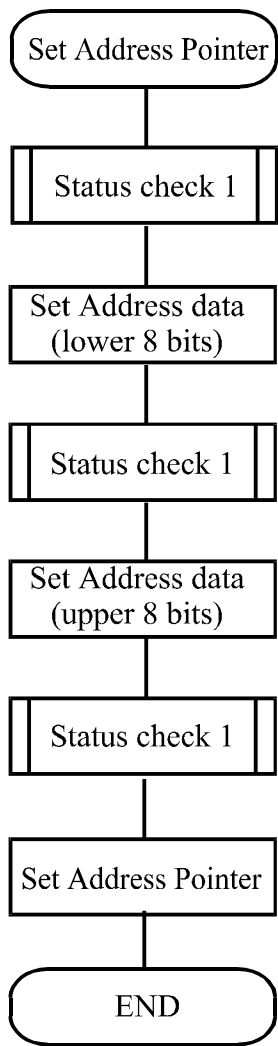 Set Address Pointer
Status check 1
Set Address data
(lower 8 bits)
Status check 1
Set Address data
(upper 8 bits)
Status check 1
Set Address Pointer
END